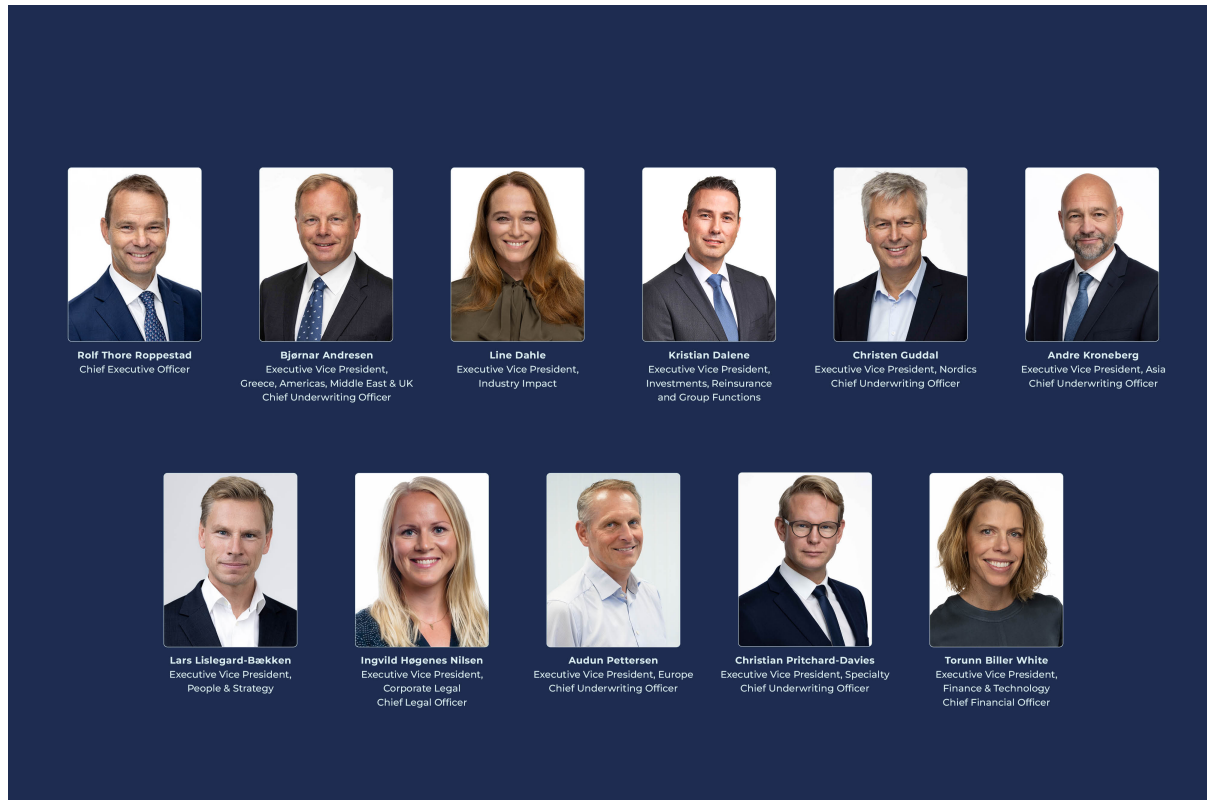 Rolf Thore Roppestad
Chief Executive Officer
Bjørnar Andresen
Executive Vice President,
Greece, Americas, Middle East & UK
Chief Underwriting Officer
Line Dahle
Executive Vice President,
Industry Impact
Kristian Dalene
Executive Vice President,
Investments, Reinsurance
and Group Functions
Christen Guddal
Executive Vice President, Nordics
Chief Underwriting Officer
Andre Kroneberg
Executive Vice President, Asia
Chief Underwriting Officer
Lars Lislegard-Bækken
Executive Vice President,
People & Strategy
Ingvild Høgenes Nilsen
Executive Vice President,
Corporate Legal
Chief Legal Officer
Audun Pettersen
Executive Vice President, Europe
Chief Underwriting Officer
Christian Pritchard-Davies
Executive Vice President, Specialty
Chief Underwriting Officer
Torunn Biller White
Executive Vice President,
Finance & Technology
Chief Financial Officer